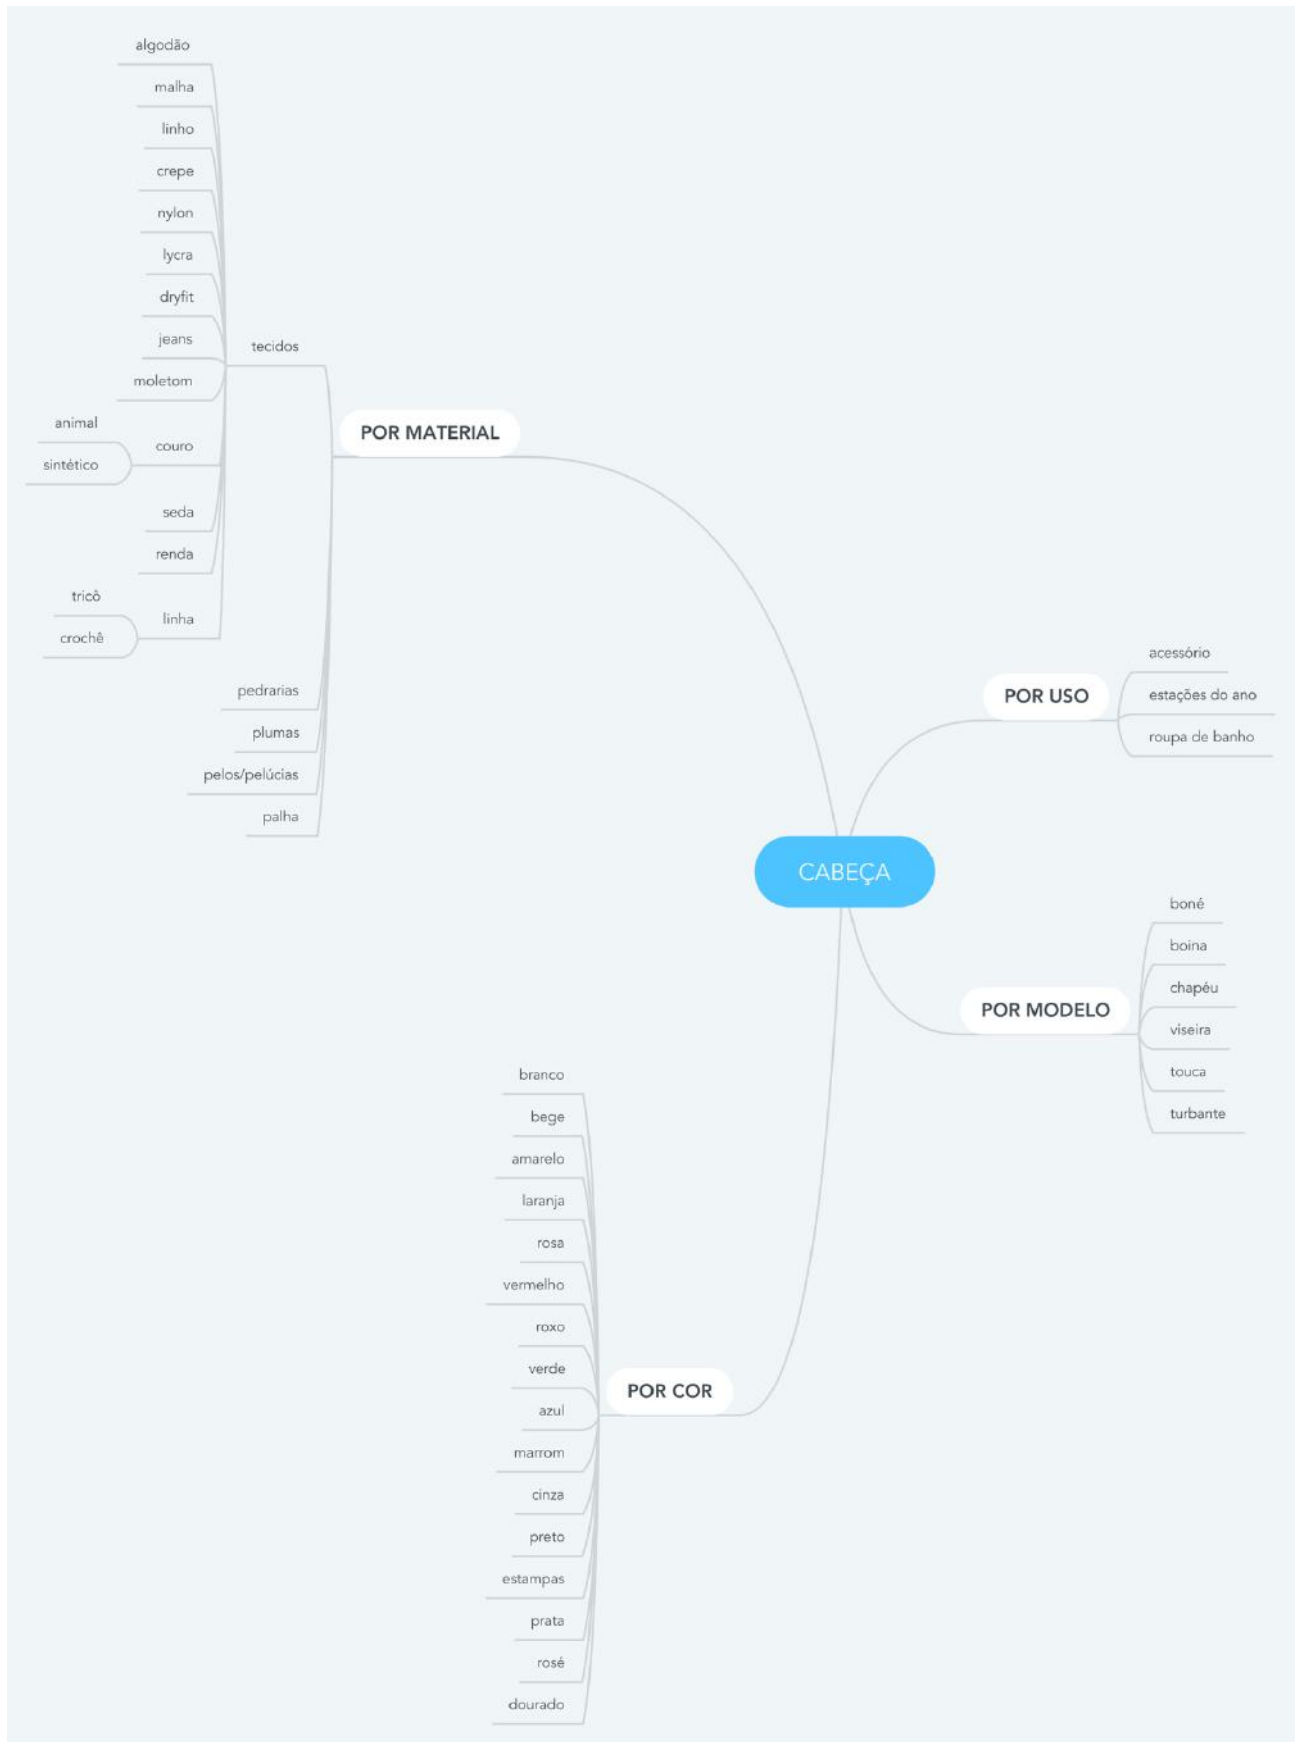 algodão
malha
linho
crepe
nylon
lycra
dryfit
jeans
moletom
animal
sintético
couro
seda
renda
tricô
crochê
linha
tecidos
pedrarias
plumas
pelos/pelúcias
palha
POR MATERIAL
POR USO
acessório
estações do ano
roupa de banho
CABEÇA
POR MODELO
boné
boina
chapéu
viseira
touca
turbante
branco
bege
amarelo
laranja
rosa
vermelho
roxo
verde
azul
marrom
cinza
preto
estampas
prata
rosé
dourado
POR COR